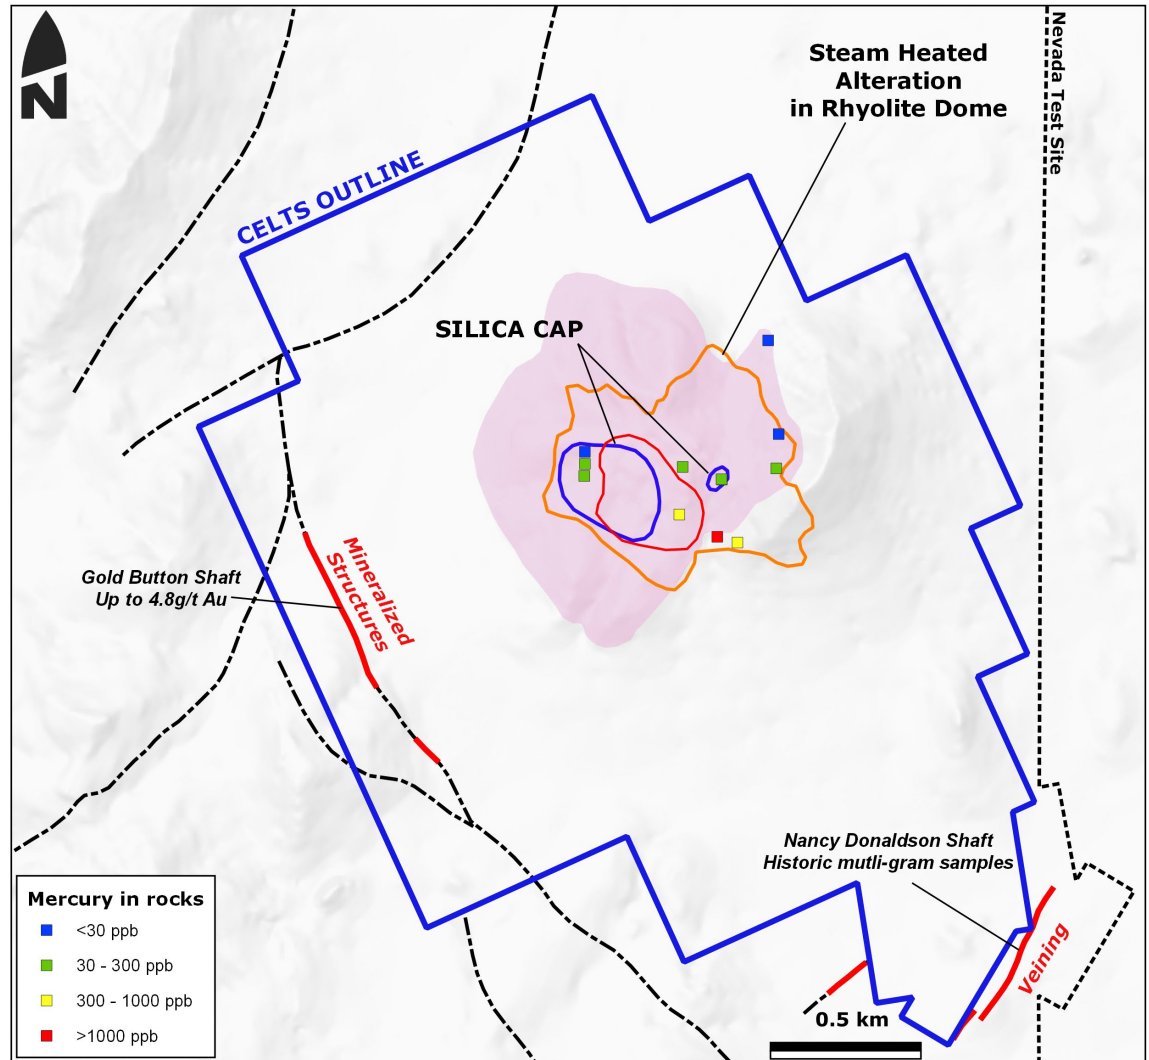 N
Steam Heated
Alteration
in Rhyolite Dome
Nevada Test Site
CELTS OUTLINE
SILICA CAP
Mineralized
Structures
Gold Button Shaft
Up to 4.8g/t Au
Nancy Donaldson Shaft
Historic mutli-gram samples
Veining
0.5 km
Mercury in rocks
<30 ppb
30 - 300 ppb
300 - 1000 ppb
>1000 ppb